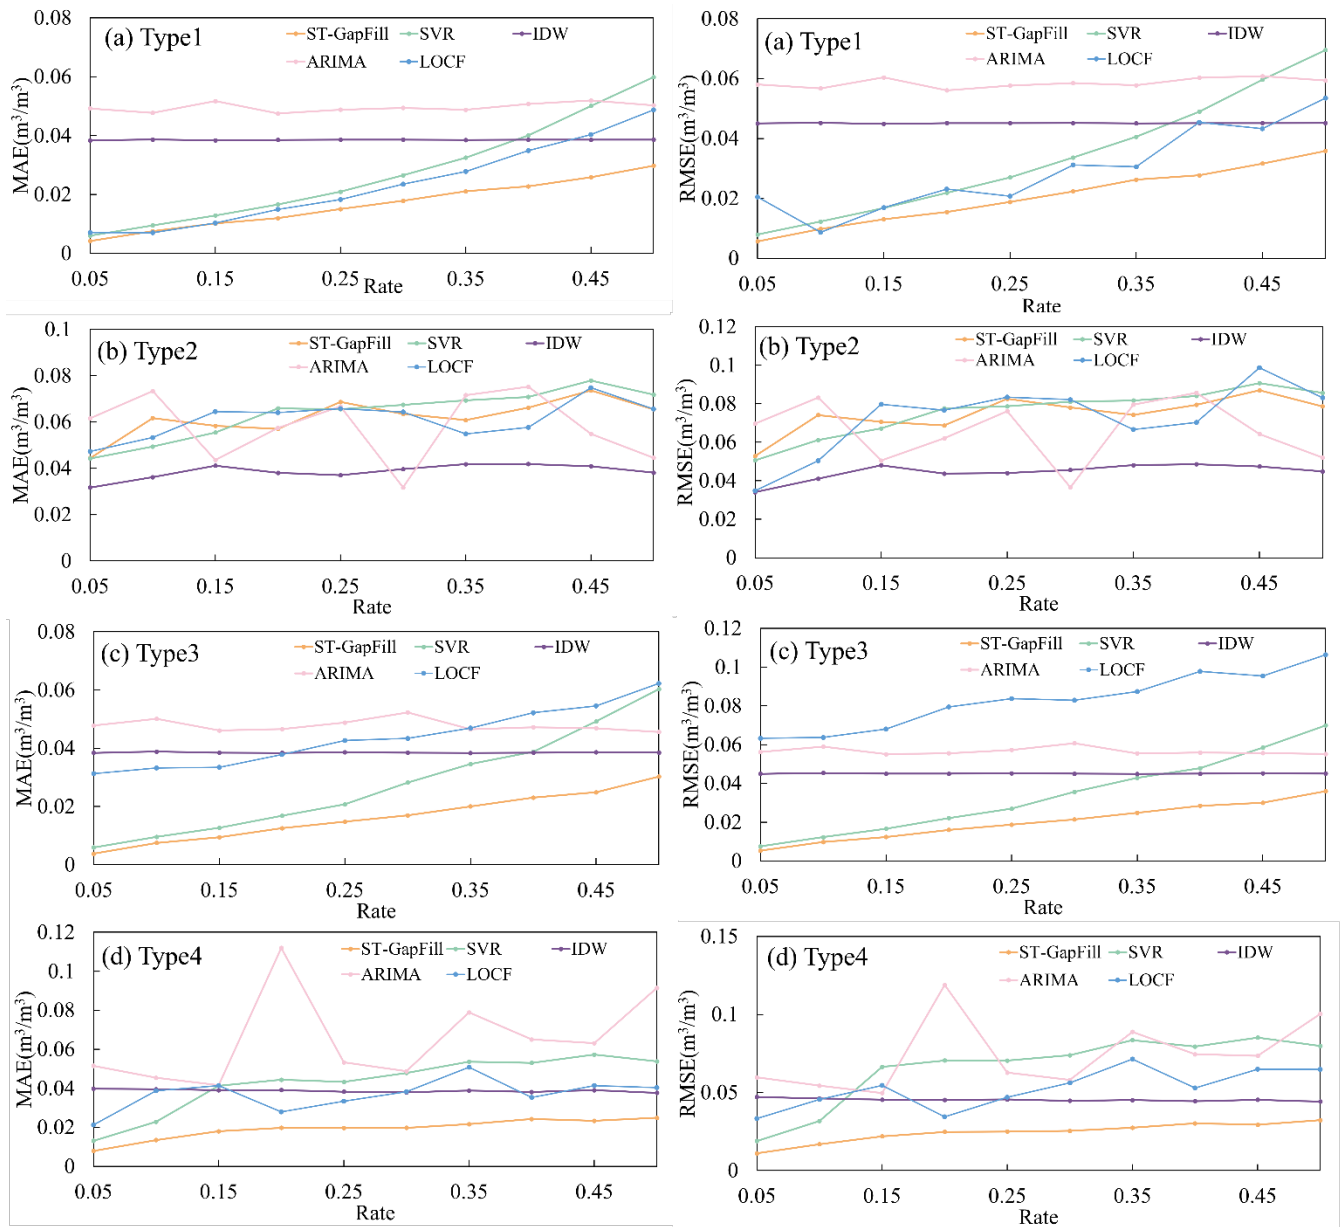 (a) Type1
ST-GapFill SVR IDW
ARIMA LOCF
MAE(m³/m³)
0.08
0.06
0.04
0.02
0
0.05 0.15 0.25 0.35 0.45
Rate
(a) Type1
ST-GapFill SVR IDW
ARIMA LOCF
RMSE(m³/m³)
0.08
0.06
0.04
0.02
0
0.05 0.15 0.25 0.35 0.45
Rate
(b) Type2
ST-GapFill SVR IDW
ARIMA LOCF
MAE(m³/m³)
0.1
0.08
0.06
0.04
0.02
0
0.05 0.15 0.25 0.35 0.45
Rate
(b) Type2
ST-GapFill SVR IDW
ARIMA LOCF
RMSE(m³/m³)
0.12
0.1
0.08
0.06
0.04
0.02
0
0.05 0.15 0.25 0.35 0.45
Rate
(c) Type3
ST-GapFill SVR IDW
ARIMA LOCF
MAE(m³/m³)
0.08
0.06
0.04
0.02
0
0.05 0.15 0.25 0.35 0.45
Rate
(c) Type3
ST-GapFill SVR IDW
ARIMA LOCF
RMSE(m³/m³)
0.12
0.1
0.08
0.06
0.04
0.02
0
0.05 0.15 0.25 0.35 0.45
Rate
(d) Type4
ST-GapFill SVR IDW
ARIMA LOCF
MAE(m³/m³)
0.12
0.1
0.08
0.06
0.04
0.02
0
0.05 0.15 0.25 0.35 0.45
Rate
(d) Type4
ST-GapFill SVR IDW
ARIMA LOCF
RMSE(m³/m³)
0.15
0.1
0.05
0
0.05 0.15 0.25 0.35 0.45
Rate